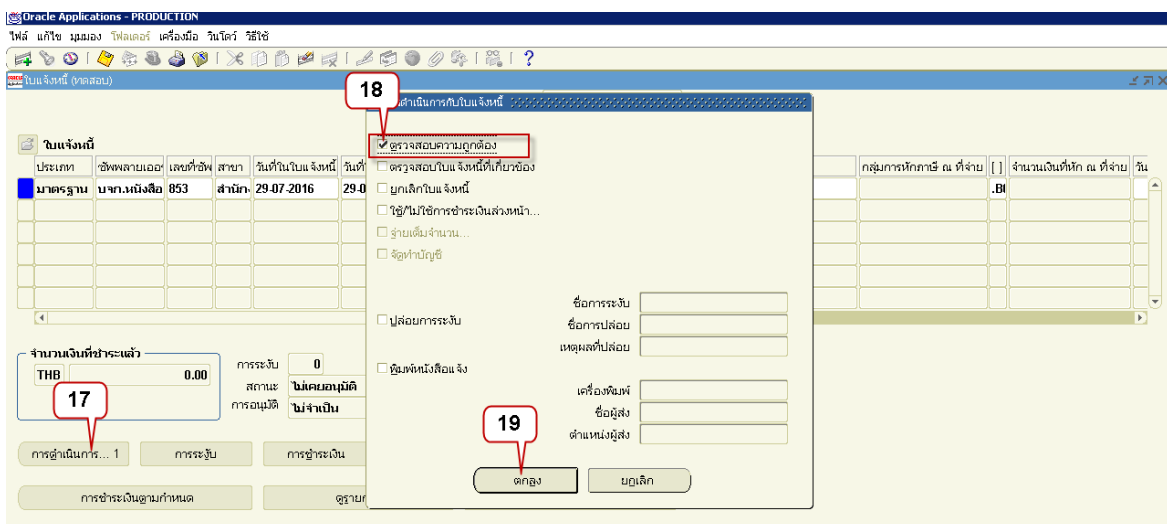 Oracle Applications - PRODUCTION
ไฟล์ แก้ไข มุมมอง โฟลเดอร์ เครื่องมือ วินโดว์ วิธีใช้
ใบแจ้งหนี้ (ทดสอบ)
18
ดำเนินการกับใบแจ้งหนี้
ใบแจ้งหนี้
ประเภท ซัพพลายเออร เลขที่ซัพ สาขา วันที่ในใบแจ้งหนี้ วันที่
กลุ่มการหักภาษี ณ ที่จ่าย [ ] จำนวนเงินที่หัก ณ ที่จ่าย วัน
มาตรฐาน บจก.หนังสือ 853 สำนัก 29-07-2016 29-0
ตรวจสอบความถูกต้อง
ตรวจสอบใบแจ้งหนี้ที่เกี่ยวข้อง
ยกเลิกใบแจ้งหนี้
ใช้/ไม่ใช้การชำระเงินล่วงหน้า...
จ่ายเต็มจำนวน...
จัดทำบัญชี
ชื่อการระงับ
ปล่อยการระงับ
ชื่อการปล่อย
เหตุผลที่ปล่อย
พิมพ์หนังสือแจ้ง
เครื่องพิมพ์
ชื่อผู้ส่ง
ตำแหน่งผู้ส่ง
19
ตกลง ยกเลิก
จำนวนเงินที่ชำระแล้ว
THB 0.00
การระงับ 0
สถานะ ไม่เคยอนุมัติ
การอนุมัติ ไม่จำเป็น
17
การดำเนินการ... 1 การระงับ การชำระเงิน
การชำระเงินตามกำหนด